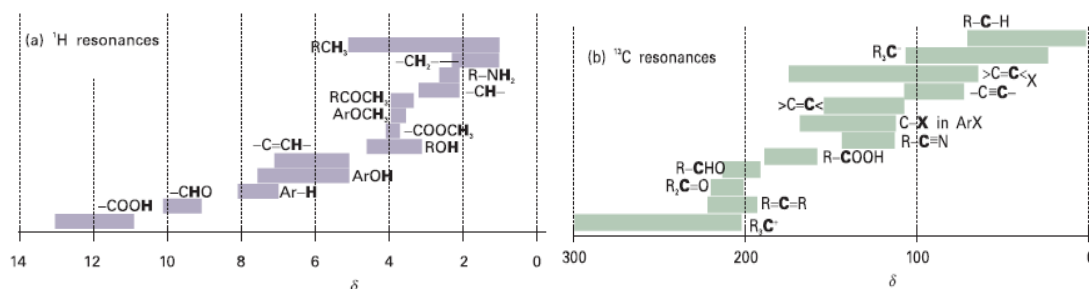 (a) ¹H resonances
RCH₃
–CH₂–
R–NH₂
–CH–
RCOCH₃
ArOCH₃
–COOCH₃
ROH
–C=CH–
ArOH
Ar–H
–CHO
–COOH
14 12 10 8 6 4 2 0
δ
(b) ¹³C resonances
R–C–H
R₃C⁻
>C=C<X
–C≡C–
>C=C<
C–X in ArX
R–C≡N
R–COOH
R–CHO
R₂C=O
R=C=R
R₃C⁺
300 200 100 0
δ